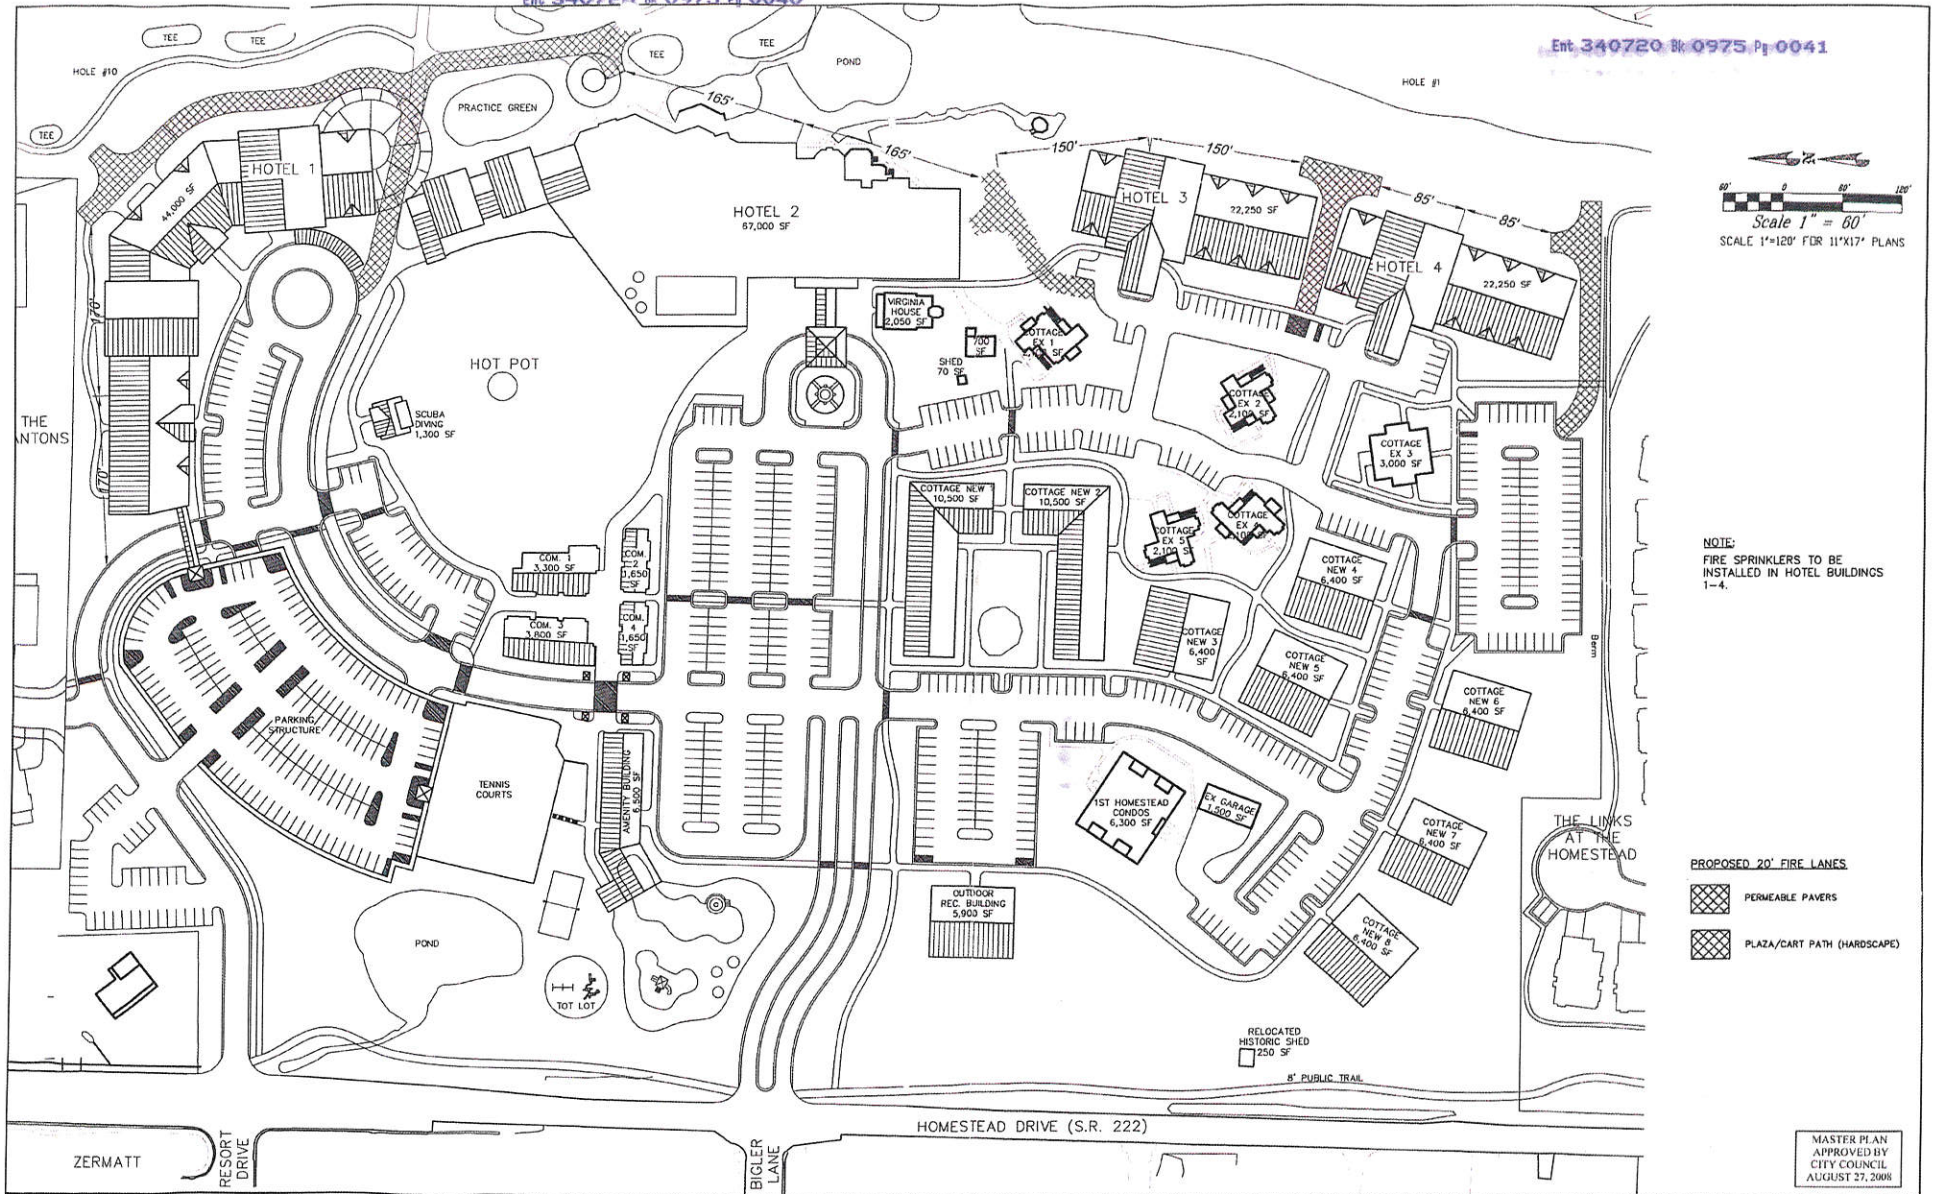 Ent 340720 Bk 0975 Pg 0041
TEE
TEE
TEE
TEE
TEE
HOLE #10
PRACTICE GREEN
POND
HOLE #1
165'
165'
150'
150'
85'
85'
HOTEL 1
44,000 SF
HOTEL 2
67,000 SF
HOTEL 3
22,250 SF
HOTEL 4
22,250 SF
60' 0 60' 120'
Scale 1" = 60'
SCALE 1"=120' FOR 11"X17" PLANS
170'
170'
THE
HOT POT
SCUBA
DIVING
1,300 SF
VIRGINIA
HOUSE
2,050 SF
700
SF
SHED
70 SF
COTTAGE
EX 1
COTTAGE
EX 2
2,100 SF
COTTAGE
EX 3
3,000 SF
COTTAGE
EX
COTTAGE
EX 5
2,100 SF
COTTAGE NEW 1
10,500 SF
COTTAGE NEW 2
10,500 SF
COTTAGE
NEW 3
6,400
SF
COTTAGE
NEW 4
6,400 SF
COTTAGE
NEW 5
6,400 SF
COTTAGE
NEW 6
6,400 SF
COTTAGE
NEW 7
6,400 SF
COTTAGE
NEW 8
6,400 SF
COM. 1
3,300 SF
COM.
2
1,650
SF
COM. 3
3,800 SF
COM.
4
1,650
SF
NOTE:
FIRE SPRINKLERS TO BE
INSTALLED IN HOTEL BUILDINGS
1-4.
Berm
PARKING
STRUCTURE
TENNIS
COURTS
AMENITY BUILDING
6,500 SF
1ST HOMESTEAD
CONDOS
6,300 SF
EX GARAGE
1,500 SF
OUTDOOR
REC. BUILDING
5,900 SF
THE LINKS
AT THE
HOMESTEAD
PROPOSED 20' FIRE LANES
PERMEABLE PAVERS
PLAZA/CART PATH (HARDSCAPE)
POND
TOT LOT
RELOCATED
HISTORIC SHED
250 SF
8' PUBLIC TRAIL
HOMESTEAD DRIVE (S.R. 222)
ZERMATT
RESORT
DRIVE
BIGLER
LANE
MASTER PLAN
APPROVED BY
CITY COUNCIL
AUGUST 27, 2008